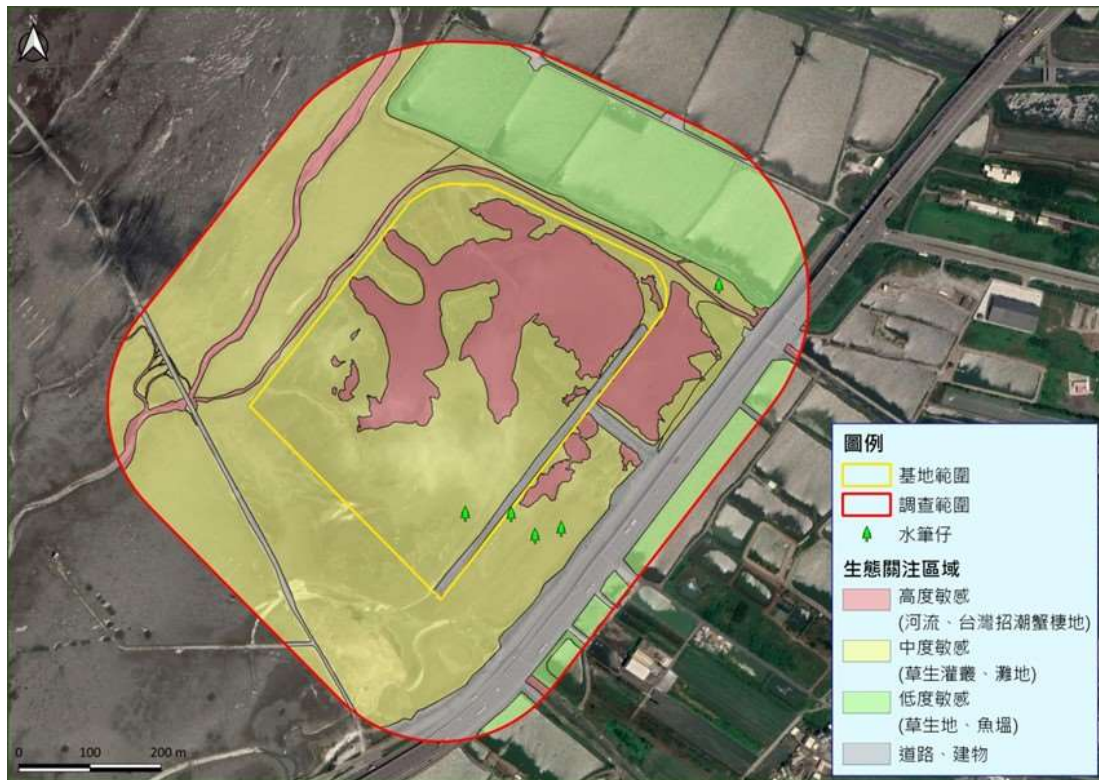 N
圖例
基地範圍
調查範圍
水筆仔
生態關注區域
高度敏感
(河流、台灣招潮蟹棲地)
中度敏感
(草生灌叢、灘地)
低度敏感
(草生地、魚塭)
道路、建物
0 100 200 m